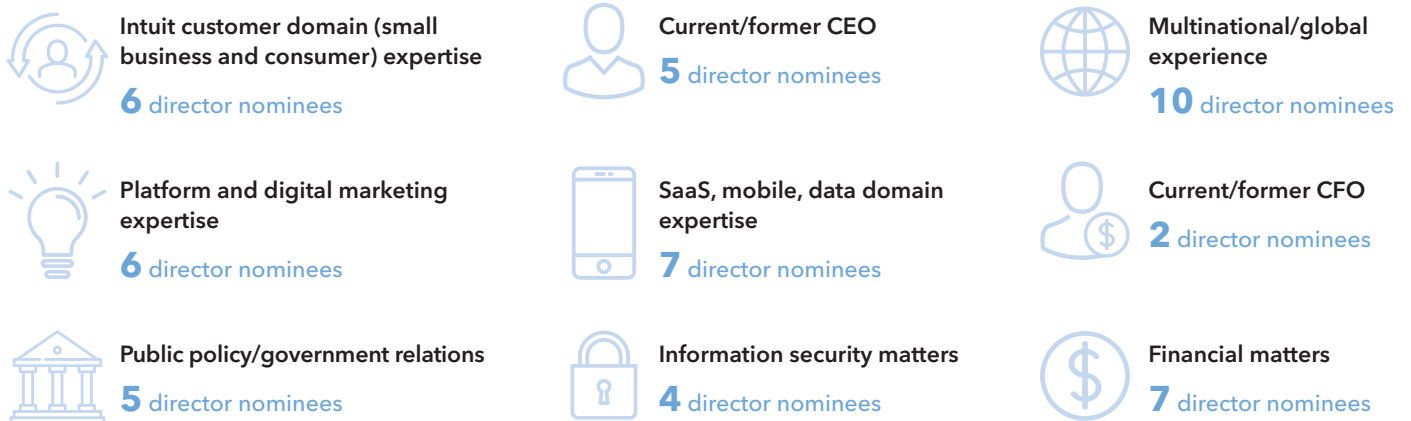 Intuit customer domain (small
business and consumer) expertise
6 director nominees
Current/former CEO
5 director nominees
Multinational/global
experience
10 director nominees
Platform and digital marketing
expertise
6 director nominees
SaaS, mobile, data domain
expertise
7 director nominees
Current/former CFO
2 director nominees
Public policy/government relations
5 director nominees
Information security matters
4 director nominees
Financial matters
7 director nominees